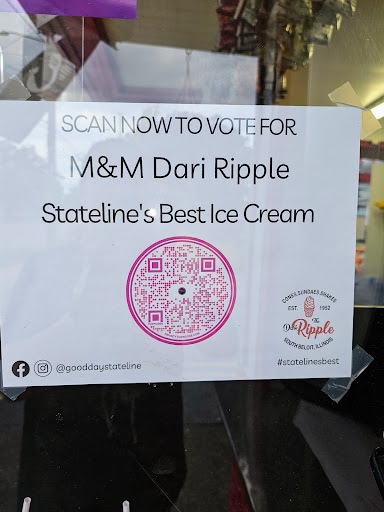 SCAN NOW TO VOTE FOR
M&M Dari Ripple
Stateline's Best Ice Cream
CONES, SUNDAES, SHAKES
EST. 1952
The
Dari
Ripple
SOUTH BELOIT, ILLINOIS
@gooddaystateline
#statelinesbest